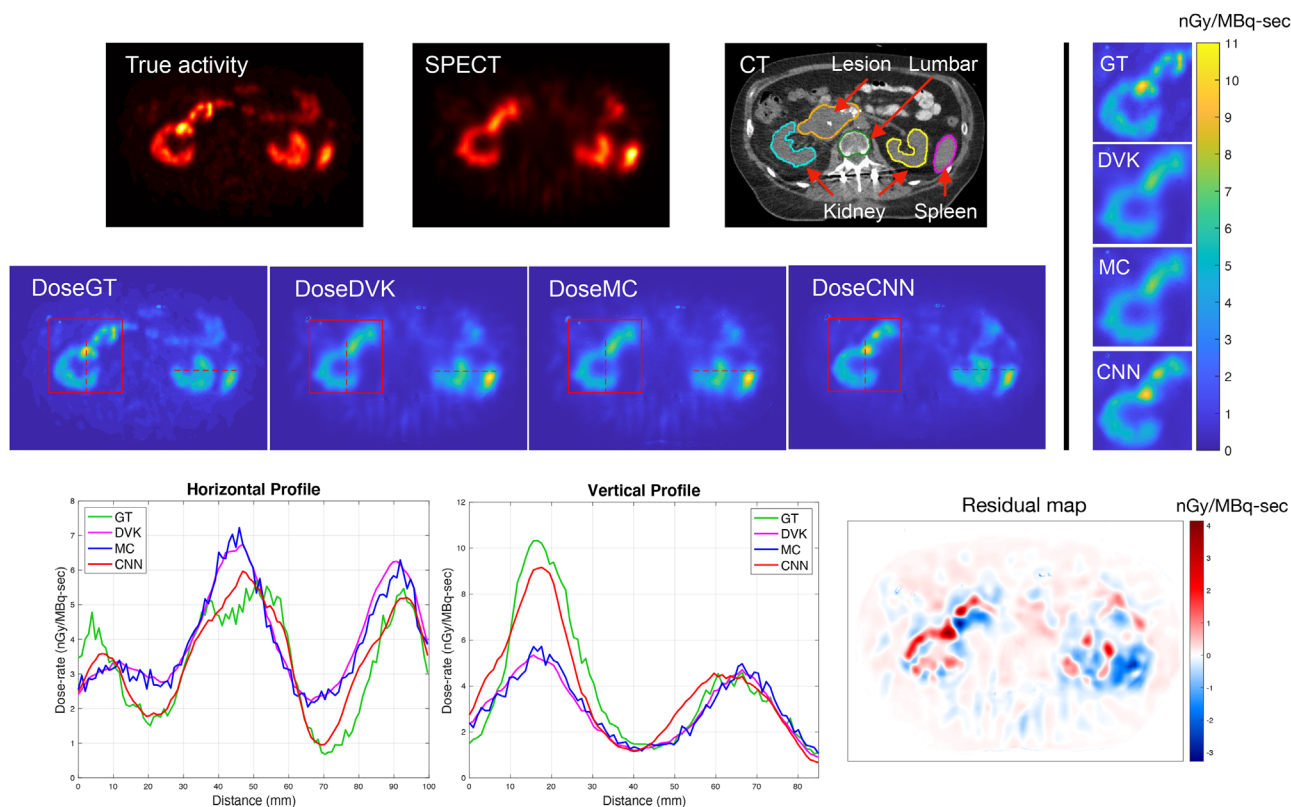 nGy/MBq-sec
True activity
SPECT
CT
Lesion
Lumbar
Kidney
Spleen
GT
DVK
MC
CNN
11
10
9
8
7
6
5
4
3
2
1
0
DoseGT
DoseDVK
DoseMC
DoseCNN
Horizontal Profile
GT
DVK
MC
CNN
Dose-rate (nGy/MBq-sec)
8
7
6
5
4
3
2
1
0
0 10 20 30 40 50 60 70 80 90 100
Distance (mm)
Vertical Profile
GT
DVK
MC
CNN
Dose-rate (nGy/MBq-sec)
12
10
8
6
4
2
0
0 10 20 30 40 50 60 70 80
Distance (mm)
Residual map
nGy/MBq-sec
4
3
2
1
0
-1
-2
-3